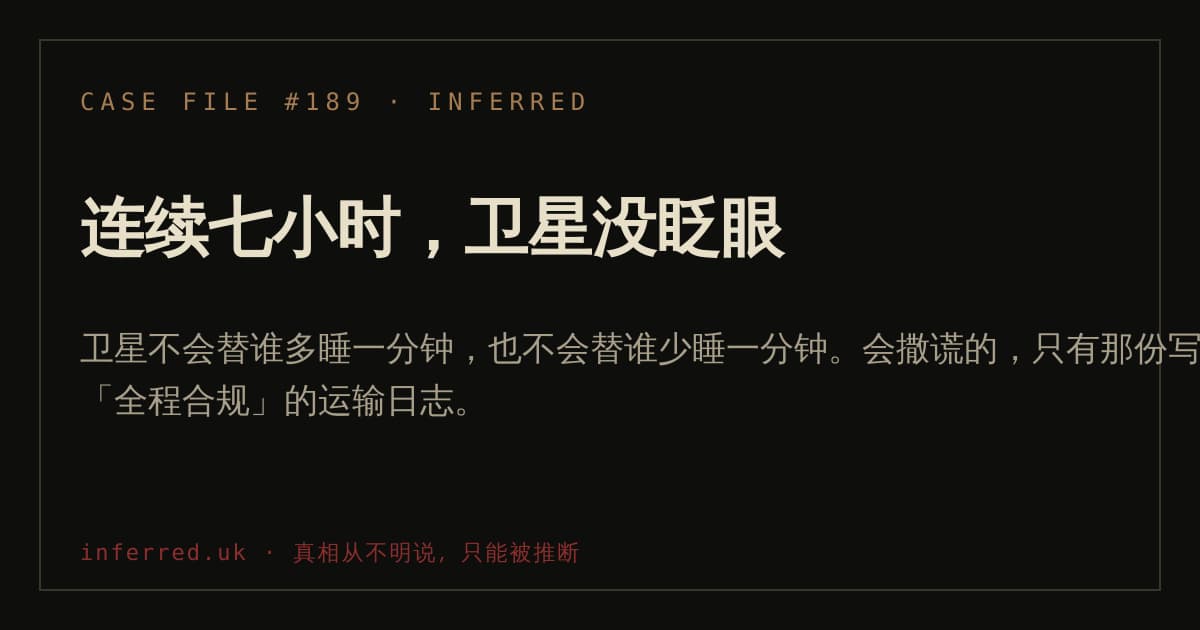 CASE FILE #189 · INFERRED
连续七小时，卫星没眨眼
卫星不会替谁多睡一分钟，也不会替谁少睡一分钟。会撒谎的，只有那份写
「全程合规」的运输日志。
inferred.uk · 真相从不明说，只能被推断